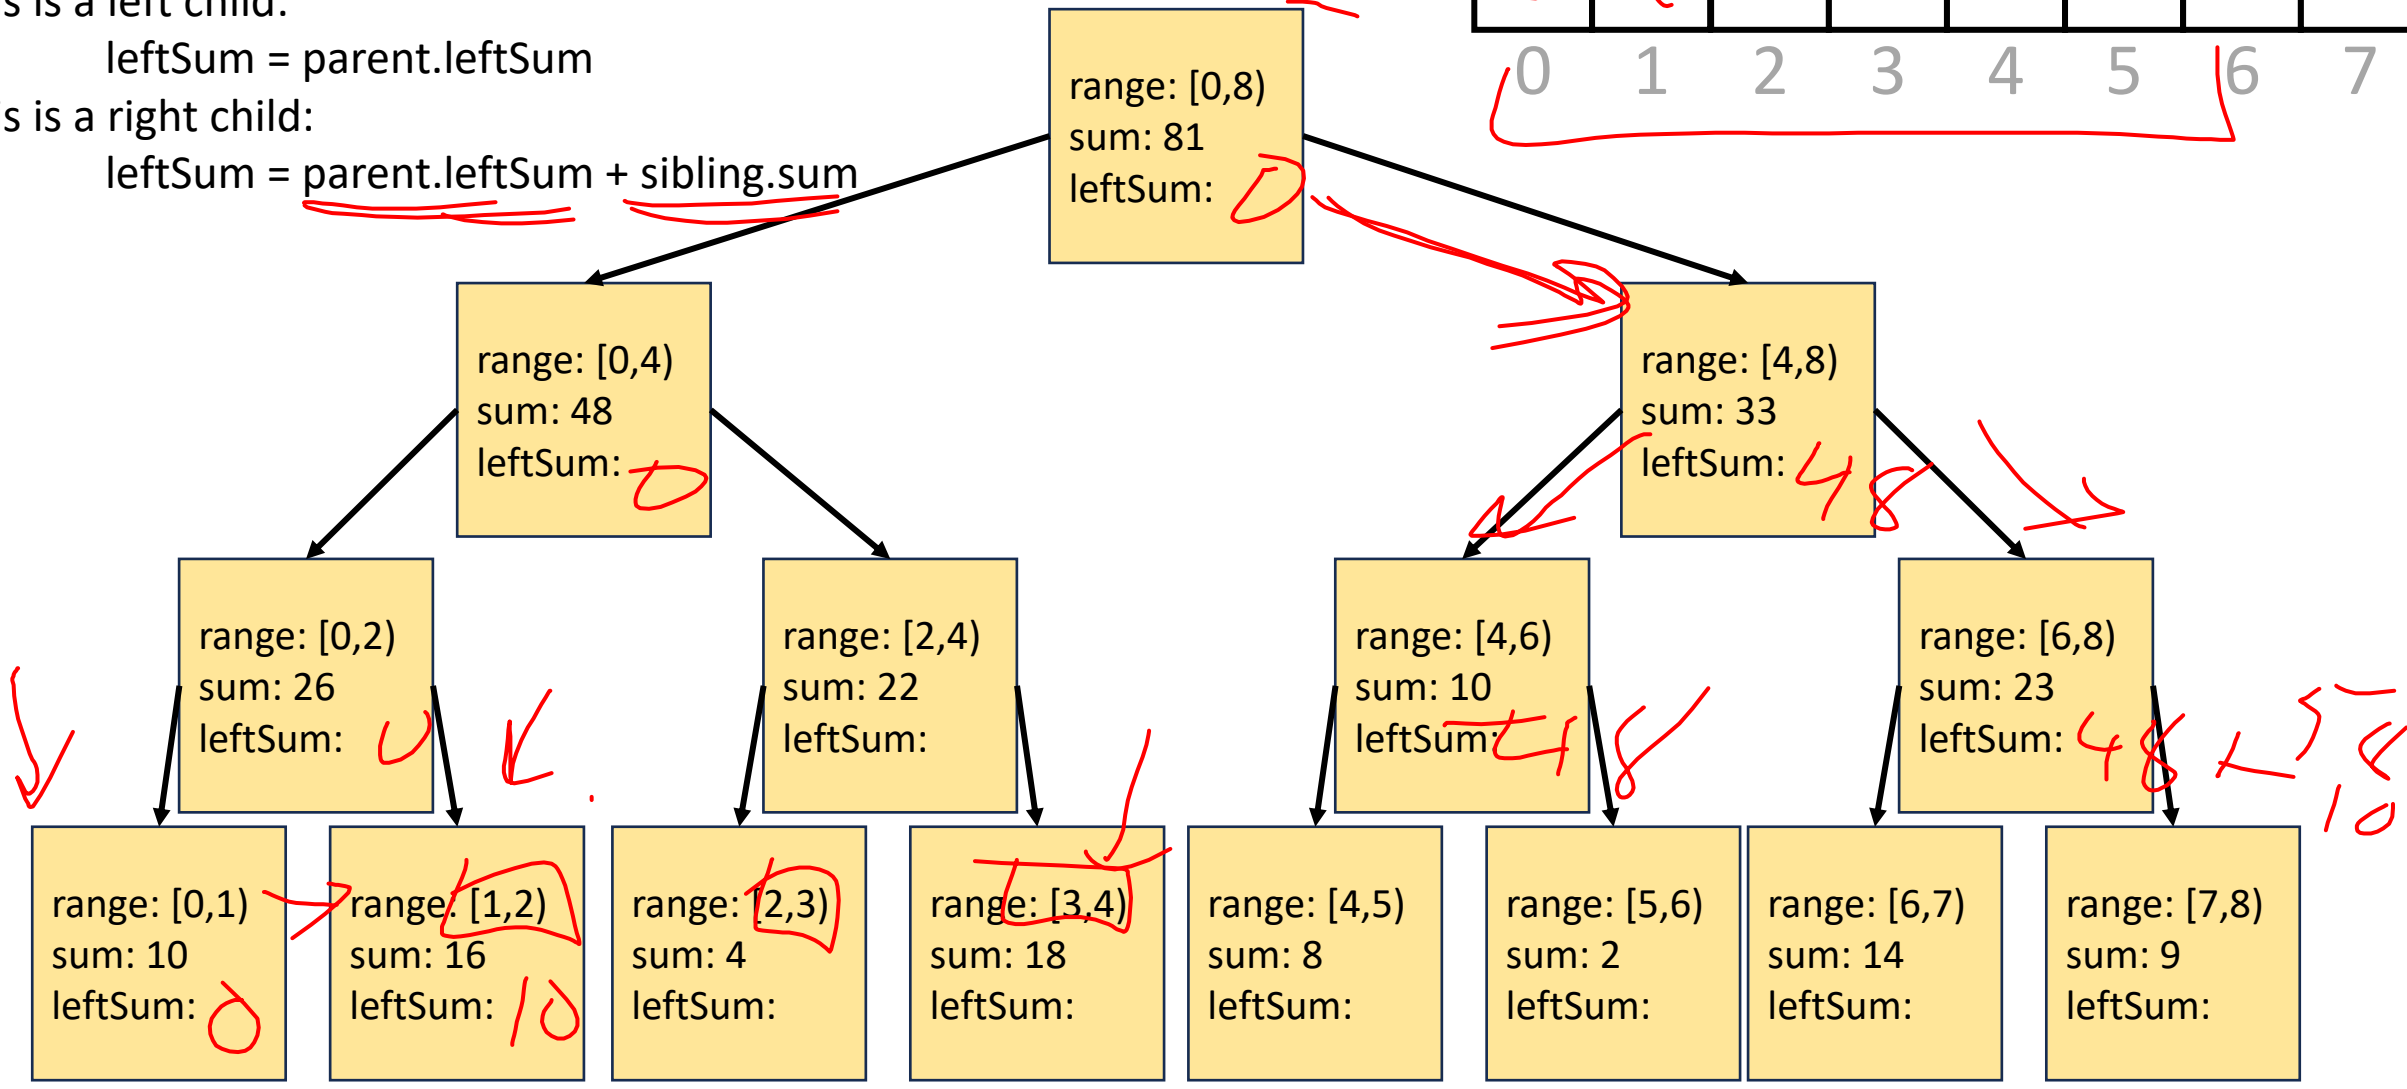 s is a left child:
leftSum = parent.leftSum
s is a right child:
leftSum = parent.leftSum + sibling.sum
0 1 2 3 4 5 6 7
range: [0,8)
sum: 81
leftSum: 0
range: [0,4)
sum: 48
leftSum: 0
range: [4,8)
sum: 33
leftSum: 48
range: [0,2)
sum: 26
leftSum: 0
range: [2,4)
sum: 22
leftSum:
range: [4,6)
sum: 10
leftSum: 48
range: [6,8)
sum: 23
leftSum: 48 + 10
58
range: [0,1)
sum: 10
leftSum: 0
range: [1,2)
sum: 16
leftSum: 10
range: [2,3)
sum: 4
leftSum:
range: [3,4)
sum: 18
leftSum:
range: [4,5)
sum: 8
leftSum:
range: [5,6)
sum: 2
leftSum:
range: [6,7)
sum: 14
leftSum:
range: [7,8)
sum: 9
leftSum: